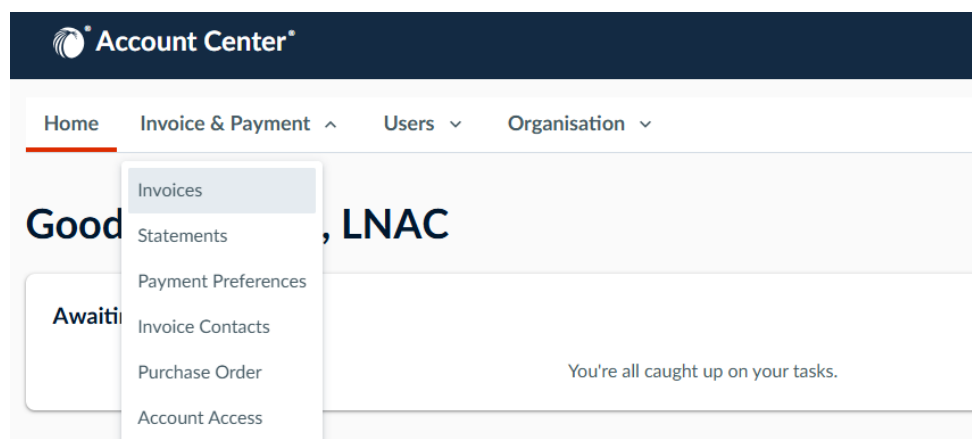 Account Center®
Home Invoice & Payment Users Organisation
Invoices
Good , LNAC
Statements
Payment Preferences
Invoice Contacts
You're all caught up on your tasks.
Purchase Order
Account Access